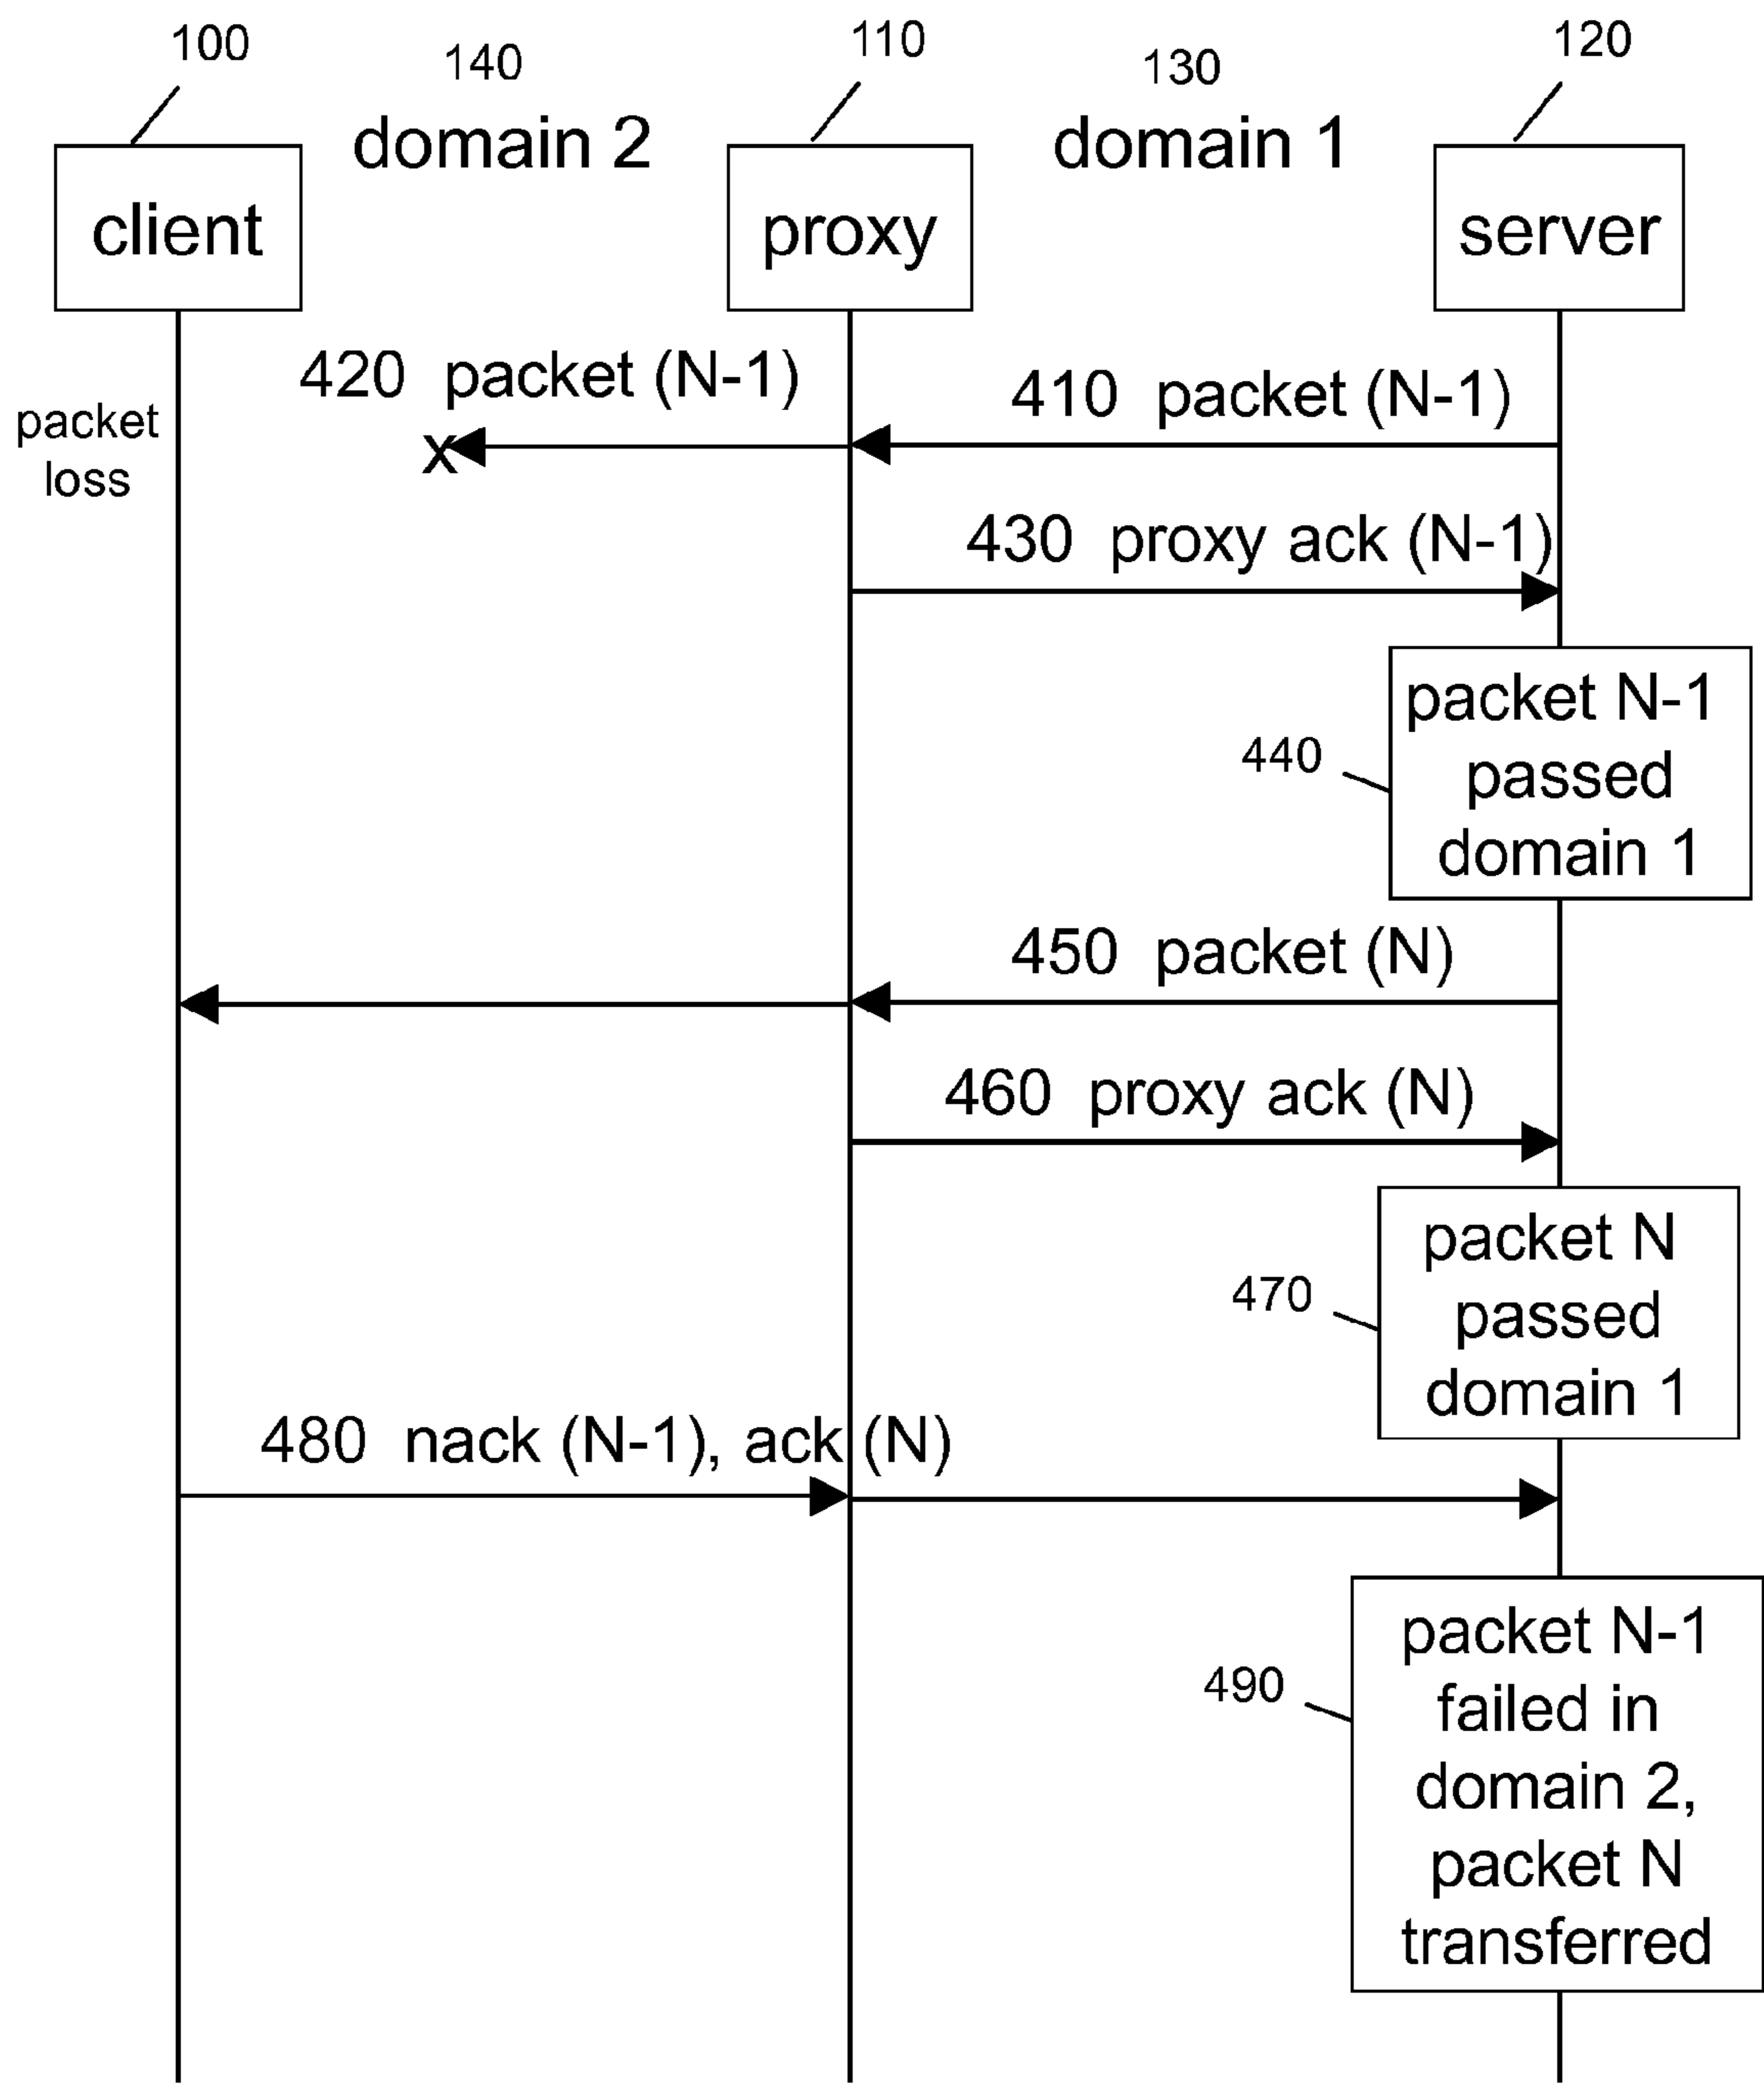 100
140
110
130
120
domain 2
domain 1
client
proxy
server
420 packet (N-1)
410 packet (N-1)
packet
loss
x
430 proxy ack (N-1)
packet N-1
passed
domain 1
440
450 packet (N)
460 proxy ack (N)
packet N
passed
domain 1
470
480 nack (N-1), ack (N)
packet N-1
failed in
domain 2,
packet N
transferred
490